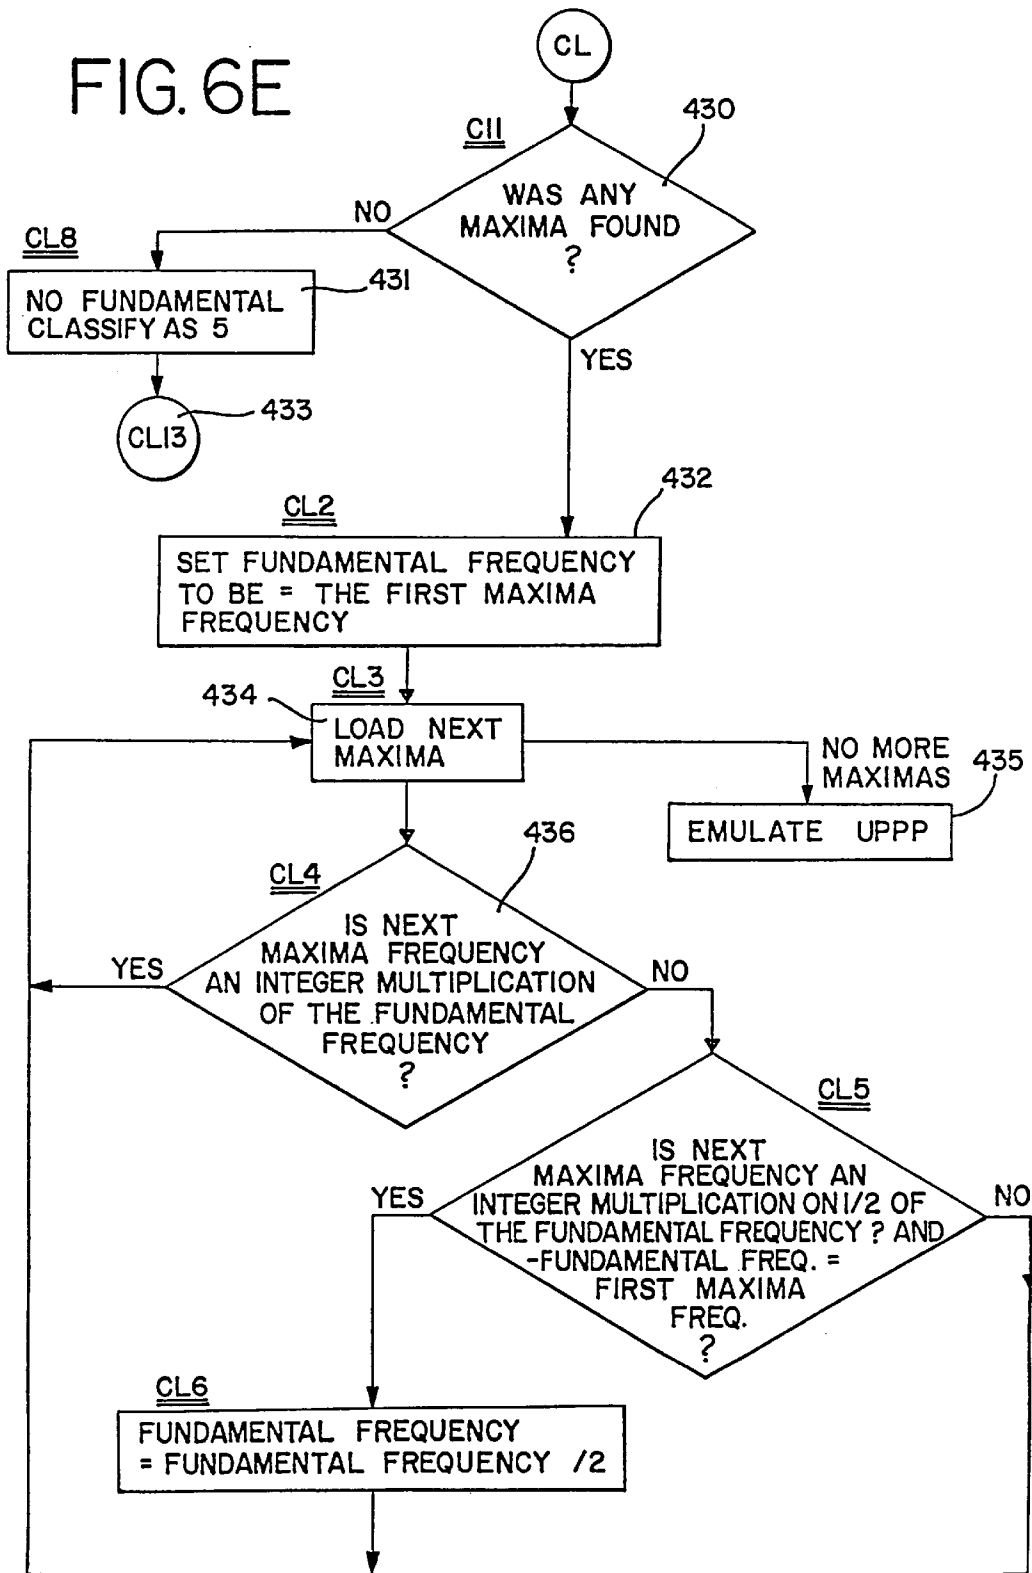 FIG. 6E
CL
C11
430
WAS ANY
MAXIMA FOUND
?
NO
YES
CL8
431
NO FUNDAMENTAL
CLASSIFY AS 5
CL13
433
CL2
432
SET FUNDAMENTAL FREQUENCY
TO BE = THE FIRST MAXIMA
FREQUENCY
CL3
434
LOAD NEXT
MAXIMA
NO MORE
MAXIMAS
435
EMULATE UPPP
436
CL4
IS NEXT
MAXIMA FREQUENCY
AN INTEGER MULTIPLICATION
OF THE FUNDAMENTAL
FREQUENCY
?
YES
NO
CL5
IS NEXT
MAXIMA FREQUENCY AN
INTEGER MULTIPLICATION ON 1/2 OF
THE FUNDAMENTAL FREQUENCY ? AND
-FUNDAMENTAL FREQ. =
FIRST MAXIMA
FREQ.
?
YES
NO
CL6
FUNDAMENTAL FREQUENCY
= FUNDAMENTAL FREQUENCY /2